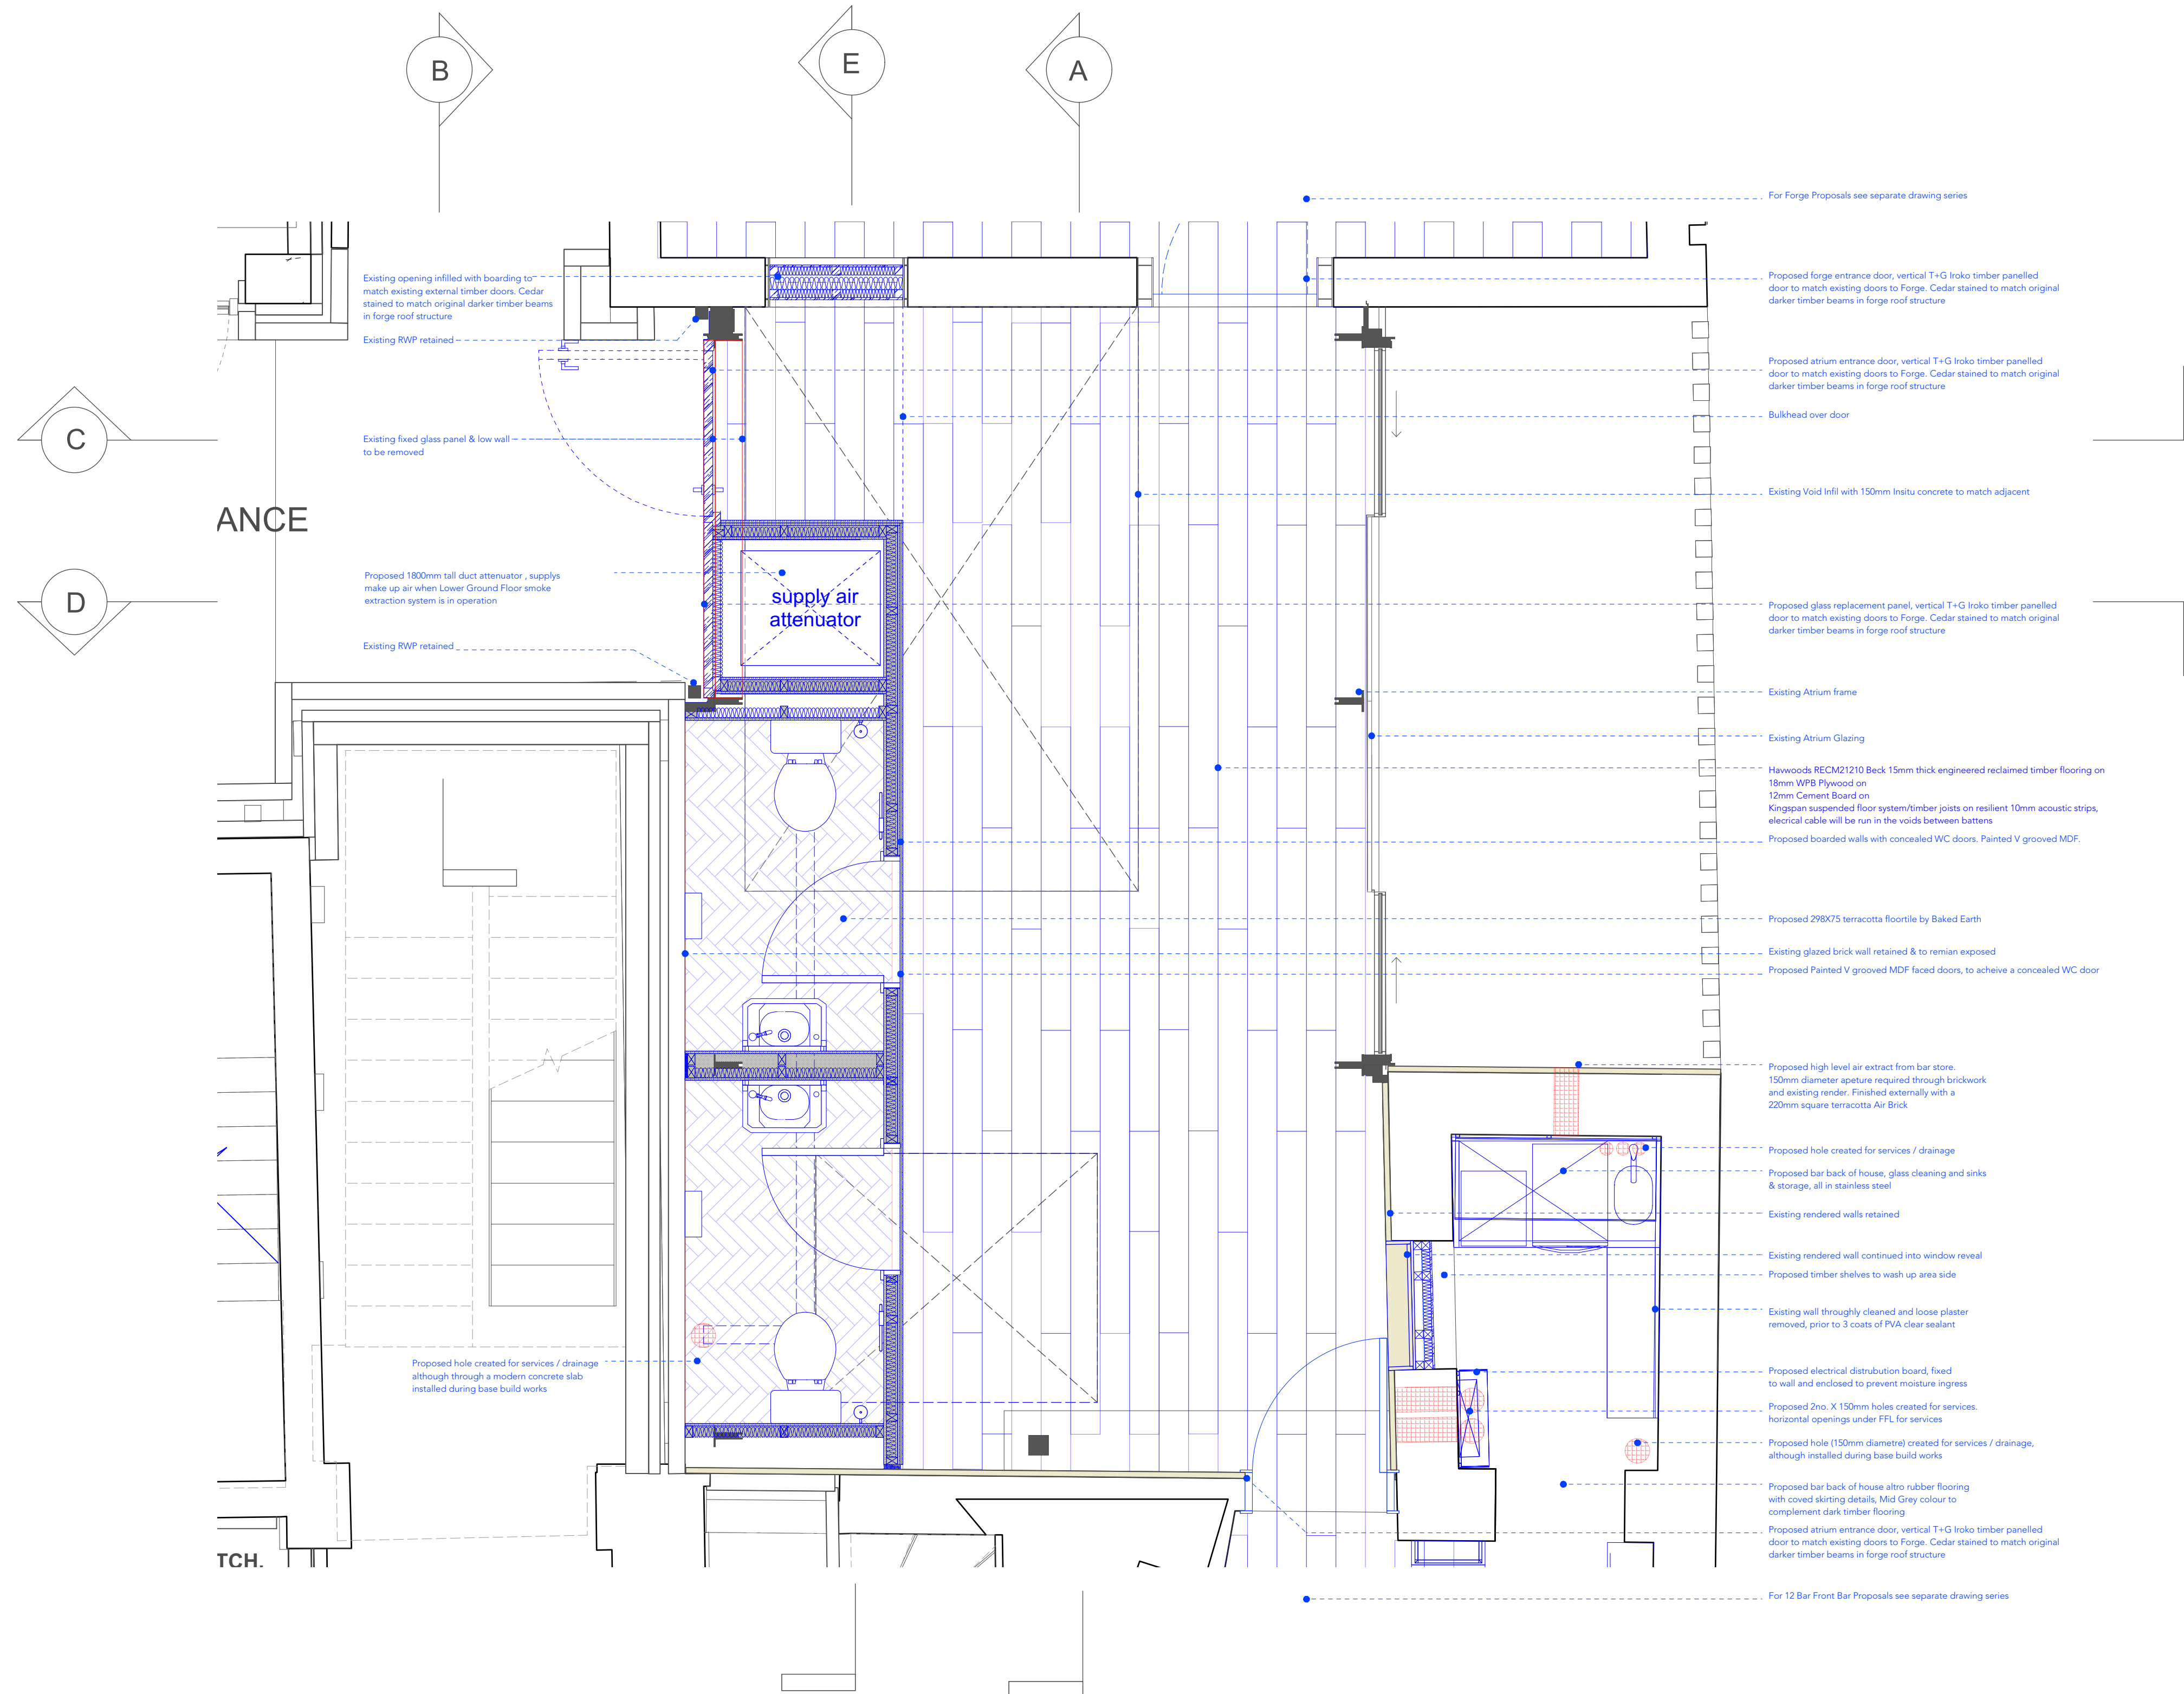 B
E
A
C
D
ANCE
TCH.
Existing opening infilled with boarding to
match existing external timber doors. Cedar
stained to match original darker timber beams
in forge roof structure
Existing RWP retained
Existing fixed glass panel & low wall
to be removed
Proposed 1800mm tall duct attenuator , supplys
make up air when Lower Ground Floor smoke
extraction system is in operation
Existing RWP retained
supply air
attenuator
Proposed hole created for services / drainage
although through a modern concrete slab
installed during base build works
For Forge Proposals see separate drawing series
Proposed forge entrance door, vertical T+G Iroko timber panelled
door to match existing doors to Forge. Cedar stained to match original
darker timber beams in forge roof structure
Proposed atrium entrance door, vertical T+G Iroko timber panelled
door to match existing doors to Forge. Cedar stained to match original
darker timber beams in forge roof structure
Bulkhead over door
Existing Void Infil with 150mm Insitu concrete to match adjacent
Proposed glass replacement panel, vertical T+G Iroko timber panelled
door to match existing doors to Forge. Cedar stained to match original
darker timber beams in forge roof structure
Existing Atrium frame
Existing Atrium Glazing
Havwoods RECM21210 Beck 15mm thick engineered reclaimed timber flooring on
18mm WPB Plywood on
12mm Cement Board on
Kingspan suspended floor system/timber joists on resilient 10mm acoustic strips,
elecrical cable will be run in the voids between battens
Proposed boarded walls with concealed WC doors. Painted V grooved MDF.
Proposed 298X75 terracotta floortile by Baked Earth
Existing glazed brick wall retained & to remian exposed
Proposed Painted V grooved MDF faced doors, to acheive a concealed WC door
Proposed high level air extract from bar store.
150mm diameter apeture required through brickwork
and existing render. Finished externally with a
220mm square terracotta Air Brick
Proposed hole created for services / drainage
Proposed bar back of house, glass cleaning and sinks
& storage, all in stainless steel
Existing rendered walls retained
Existing rendered wall continued into window reveal
Proposed timber shelves to wash up area side
Existing wall throughly cleaned and loose plaster
removed, prior to 3 coats of PVA clear sealant
Proposed electrical distrubution board, fixed
to wall and enclosed to prevent moisture ingress
Proposed 2no. X 150mm holes created for services.
horizontal openings under FFL for services
Proposed hole (150mm diametre) created for services / drainage,
although installed during base build works
Proposed bar back of house altro rubber flooring
with coved skirting details, Mid Grey colour to
complement dark timber flooring
Proposed atrium entrance door, vertical T+G Iroko timber panelled
door to match existing doors to Forge. Cedar stained to match original
darker timber beams in forge roof structure
For 12 Bar Front Bar Proposals see separate drawing series